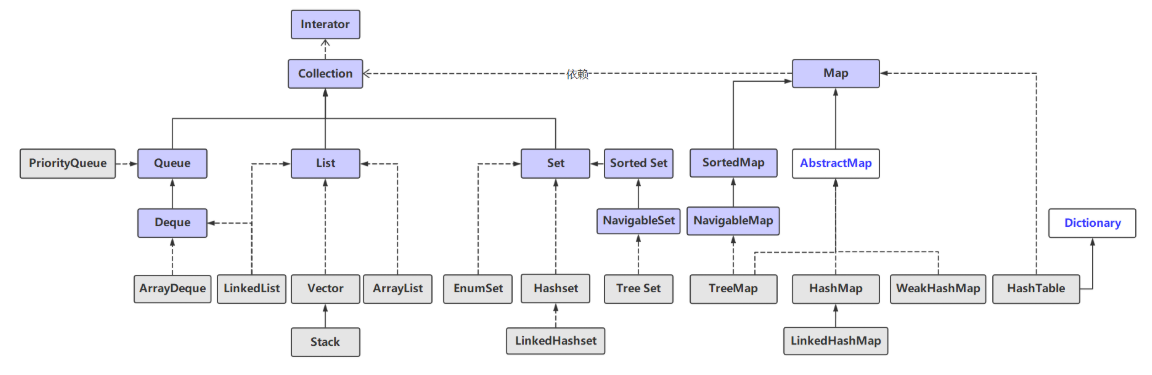 Interator
Collection
依赖
Map
PriorityQueue
Queue
List
Set
Sorted Set
SortedMap
AbstractMap
Deque
NavigableSet
NavigableMap
Dictionary
ArrayDeque
LinkedList
Vector
ArrayList
EnumSet
Hashset
Tree Set
TreeMap
HashMap
WeakHashMap
HashTable
Stack
LinkedHashset
LinkedHashMap